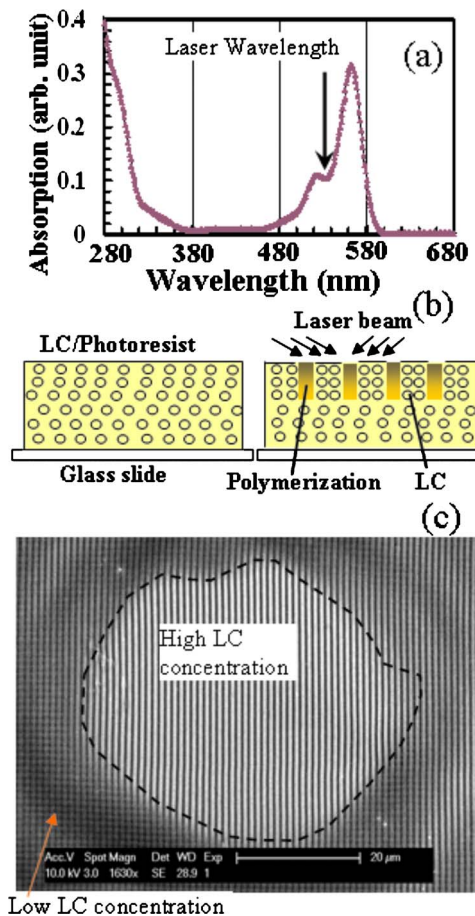 (a)
Laser Wavelength
Absorption (arb. unit)
0.4
0.3
0.2
0.1
0
280 380 480 580 680
Wavelength (nm)
(b)
Laser beam
LC/Photoresist
Glass slide
Polymerization
LC
(c)
High LC
concentration
Acc.V Spot Magn Det WD Exp
10.0 kV 3.0 1630x SE 28.9 1
20 µm
Low LC concentration